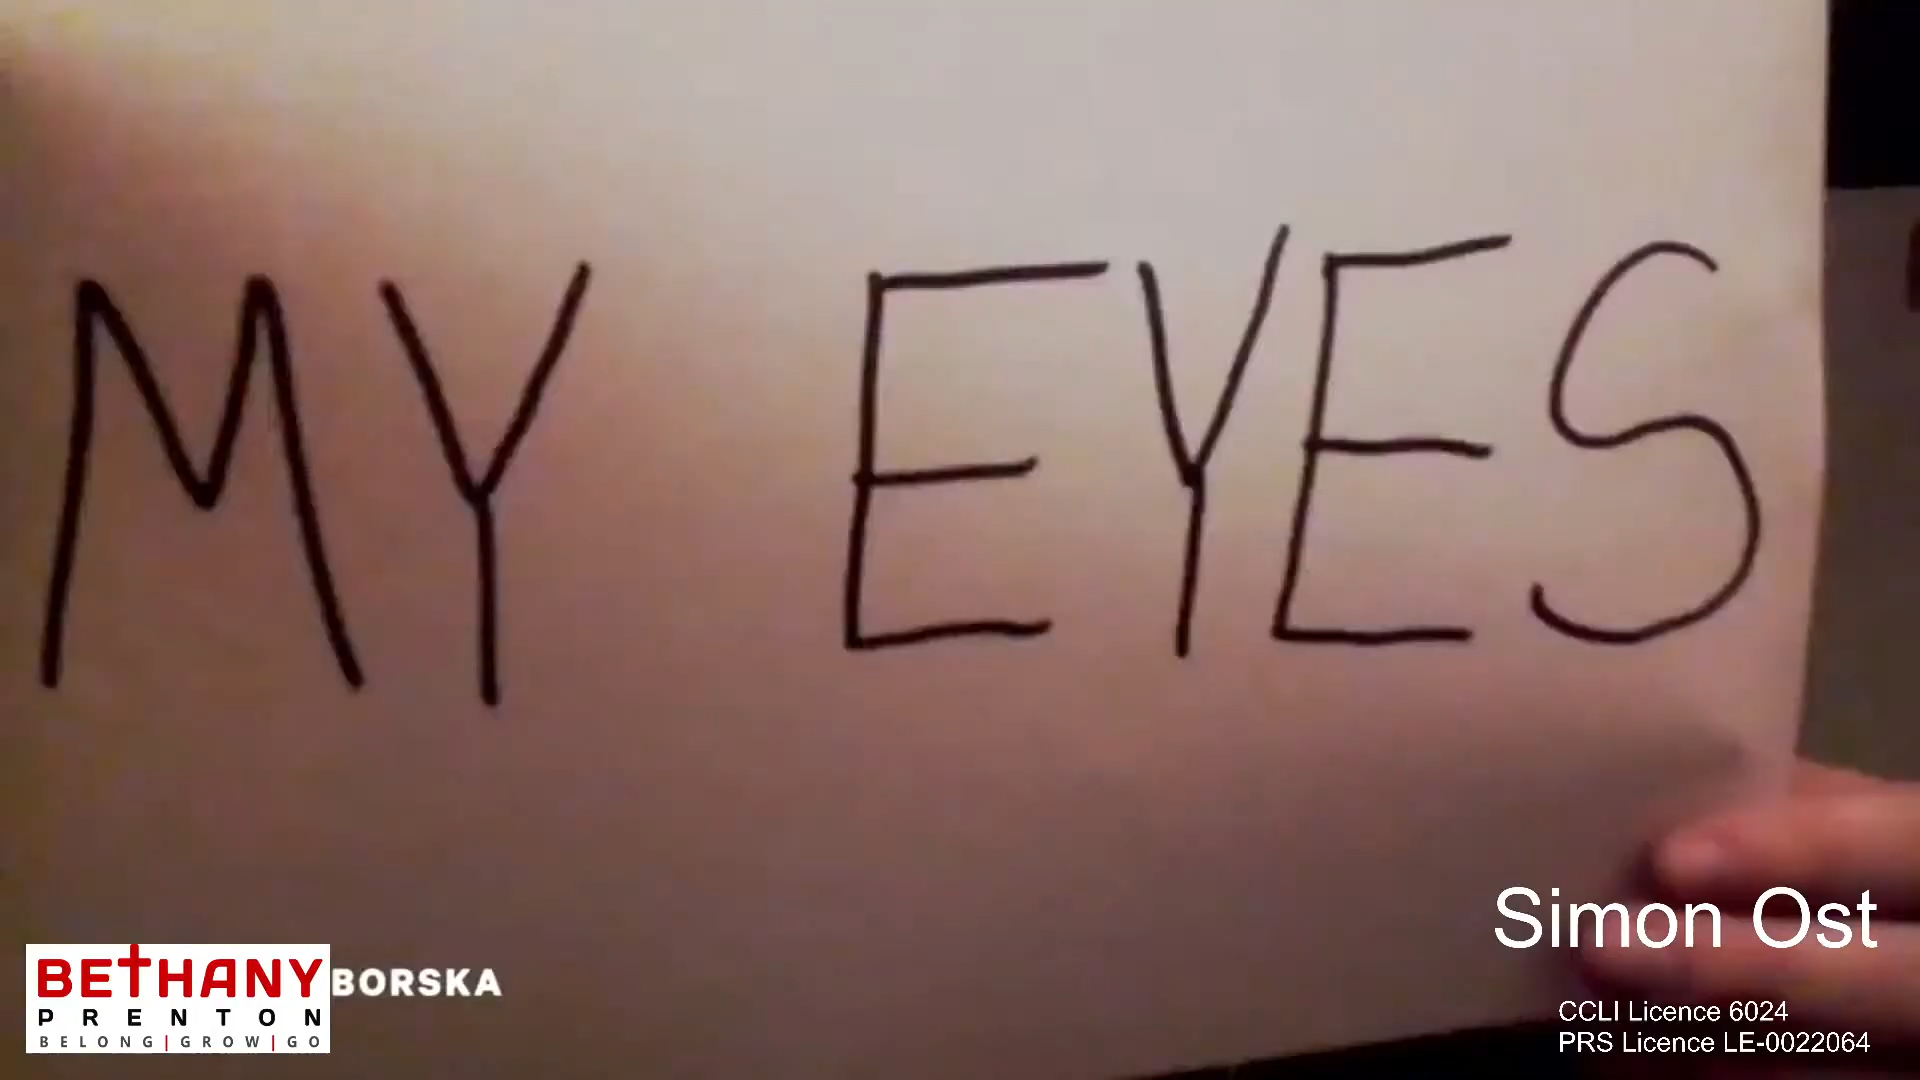 MY EYES
Simon Ost
BETHANY
PRENTON
BELONG|GROW|GO
BORSKA
CCLI Licence 6024
PRS Licence LE-0022064